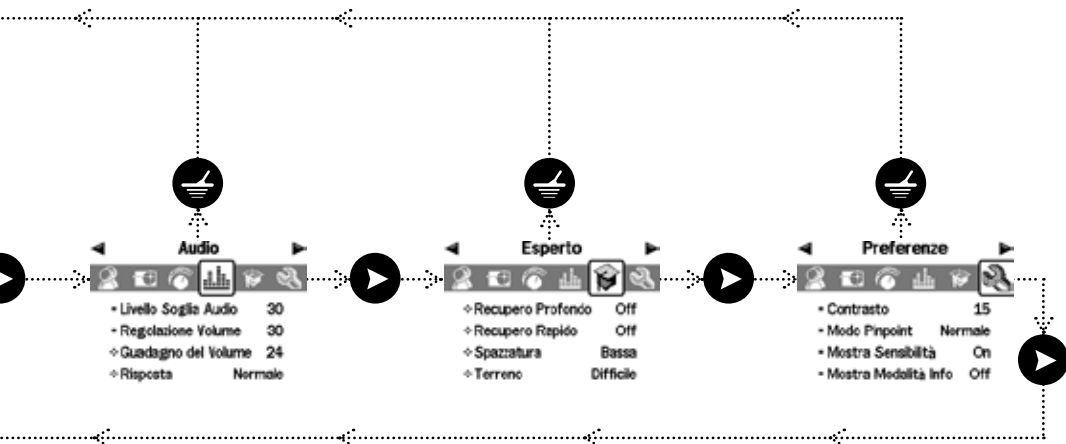 Audio
Livello Soglia Audio 30
Regolazione Volume 30
Guadagno del Volume 24
Risposta Normale
Esperto
Recupero Profondo Off
Recupero Rapido Off
Spazzatura Bassa
Terreno Difficile
Preferenze
Contrasto 15
Modo Pinpoint Normale
Mostra Sensibilità On
Mostra Modalità Info Off